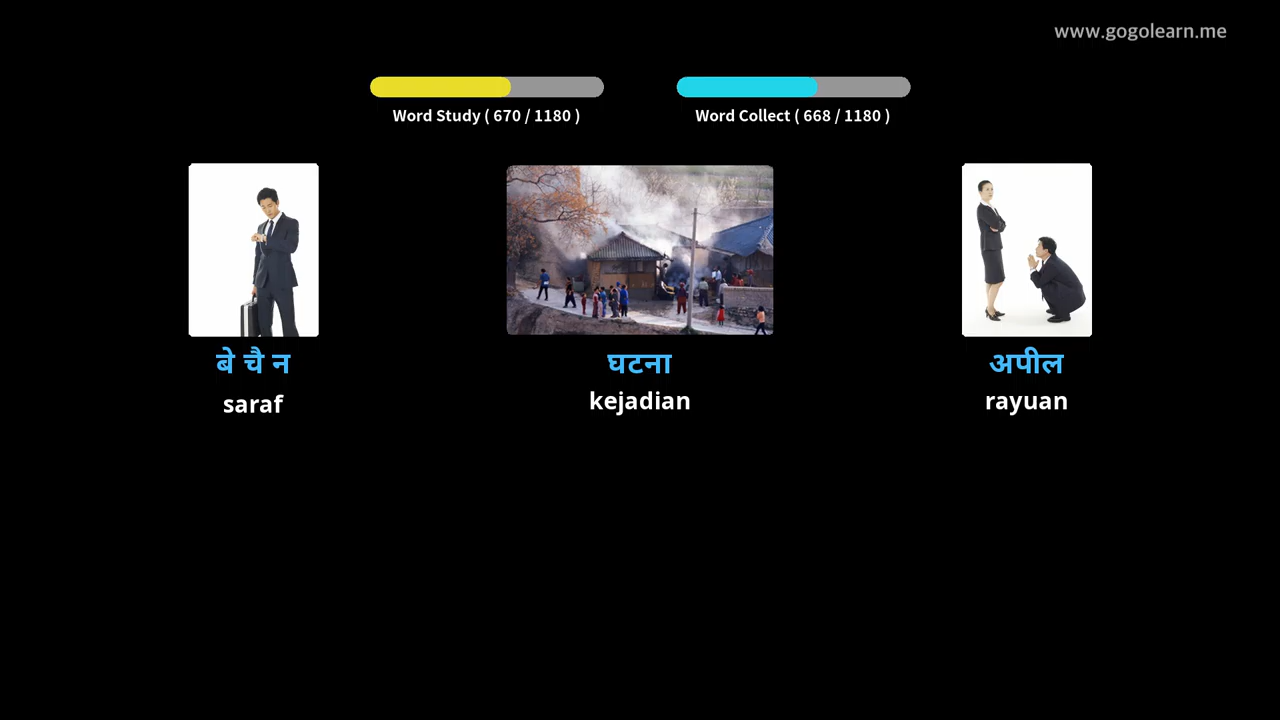 www.gogolearn.me
Word Study ( 670 / 1180 )
Word Collect ( 668 / 1180 )
बे चै न
घटना
अपील
saraf
kejadian
rayuan